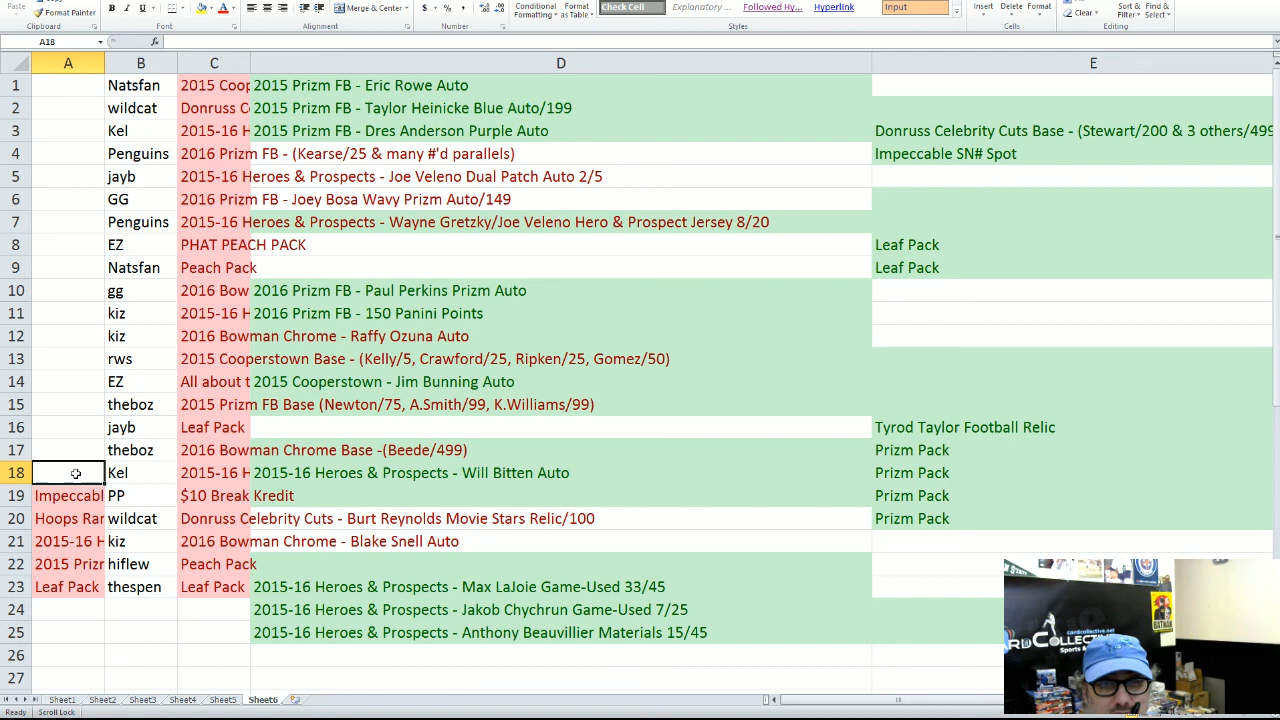 Paste Format Painter B I U Merge & Center $ % , Conditional Formatting Format as Table Check Cell Explanatory ... Followed Hy... Hyperlink Input Insert Delete Format Clear Sort & Filter Find & Select
Clipboard Font Alignment Number Styles Cells Editing
A18 fx
A B C D E
1 Natsfan 2015 Coop 2015 Prizm FB - Eric Rowe Auto
2 wildcat Donruss C 2015 Prizm FB - Taylor Heinicke Blue Auto/199
3 Kel 2015-16 H 2015 Prizm FB - Dres Anderson Purple Auto Donruss Celebrity Cuts Base - (Stewart/200 & 3 others/499
4 Penguins 2016 Prizm FB - (Kearse/25 & many #'d parallels) Impeccable SN# Spot
5 jayb 2015-16 Heroes & Prospects - Joe Veleno Dual Patch Auto 2/5
6 GG 2016 Prizm FB - Joey Bosa Wavy Prizm Auto/149
7 Penguins 2015-16 Heroes & Prospects - Wayne Gretzky/Joe Veleno Hero & Prospect Jersey 8/20
8 EZ PHAT PEACH PACK Leaf Pack
9 Natsfan Peach Pack Leaf Pack
10 gg 2016 Bow 2016 Prizm FB - Paul Perkins Prizm Auto
11 kiz 2015-16 H 2016 Prizm FB - 150 Panini Points
12 kiz 2016 Bowman Chrome - Raffy Ozuna Auto
13 rws 2015 Cooperstown Base - (Kelly/5, Crawford/25, Ripken/25, Gomez/50)
14 EZ All about t 2015 Cooperstown - Jim Bunning Auto
15 theboz 2015 Prizm FB Base (Newton/75, A.Smith/99, K.Williams/99)
16 jayb Leaf Pack Tyrod Taylor Football Relic
17 theboz 2016 Bowman Chrome Base -(Beede/499) Prizm Pack
18 Kel 2015-16 H 2015-16 Heroes & Prospects - Will Bitten Auto Prizm Pack
19 Impeccabl PP $10 Break Kredit Prizm Pack
20 Hoops Rar wildcat Donruss Celebrity Cuts - Burt Reynolds Movie Stars Relic/100 Prizm Pack
21 2015-16 H kiz 2016 Bowman Chrome - Blake Snell Auto
22 2015 Prizr hiflew Peach Pack
23 Leaf Pack thespen Leaf Pack 2015-16 Heroes & Prospects - Max LaJoie Game-Used 33/45
24 2015-16 Heroes & Prospects - Jakob Chychrun Game-Used 7/25
25 2015-16 Heroes & Prospects - Anthony Beauvillier Materials 15/45
26
27
ARDCOLLECTIVE
cardcollective.net
Sports &
Sheet1 Sheet2 Sheet3 Sheet4 Sheet5 Sheet6
Ready Scroll Lock